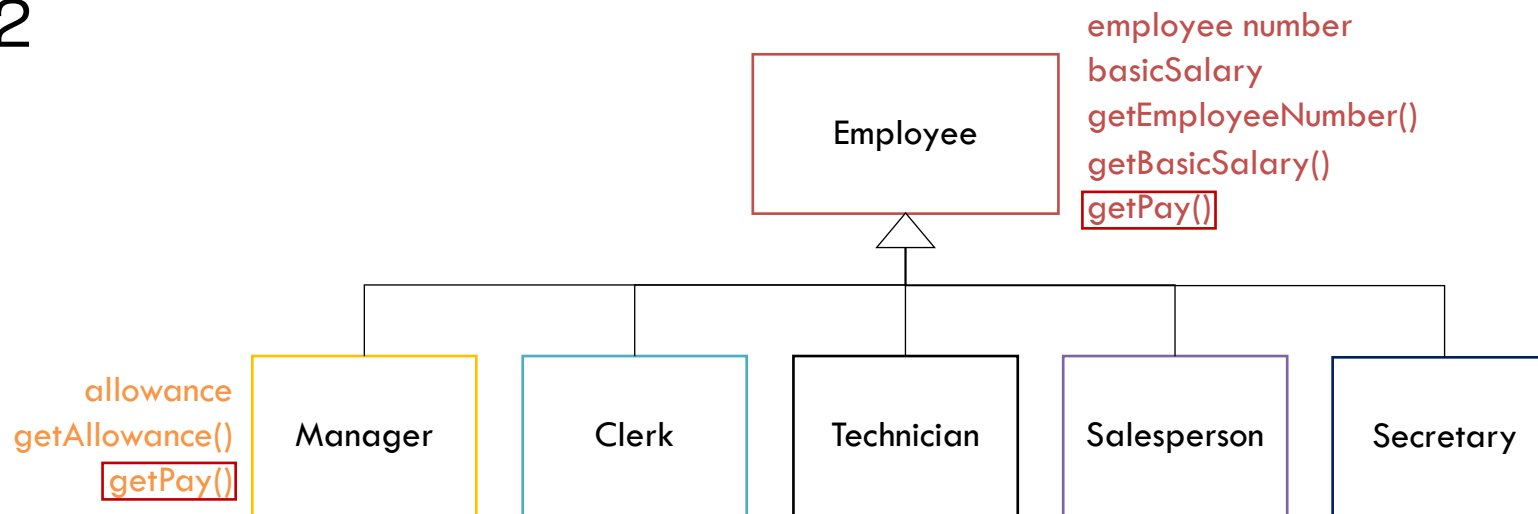 2
employee number
basicSalary
getEmployeeNumber()
getBasicSalary()
getPay()
Employee
allowance
getAllowance()
getPay()
Manager
Clerk
Technician
Salesperson
Secretary